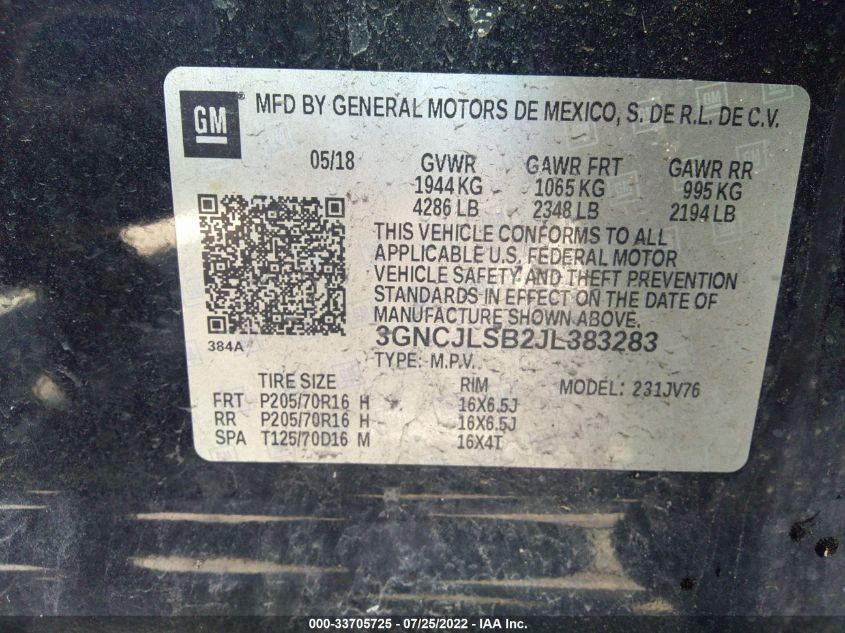 GM
MFD BY GENERAL MOTORS DE MEXICO, S. DE R.L. DE C.V.
05/18 GVWR GAWR FRT GAWR RR
1944 KG 1065 KG 995 KG
4286 LB 2348 LB 2194 LB
THIS VEHICLE CONFORMS TO ALL
APPLICABLE U.S. FEDERAL MOTOR
VEHICLE SAFETY AND THEFT PREVENTION
STANDARDS IN EFFECT ON THE DATE OF
MANUFACTURE SHOWN ABOVE.
384A 3GNCJLSB2JL383283
TYPE: M.P.V.
TIRE SIZE RIM MODEL: 231JV76
FRT P205/70R16 H 16X6.5J
RR P205/70R16 H 16X6.5J
SPA T125/70D16 M 16X4T
000-33705725 - 07/25/2022 - IAA Inc.